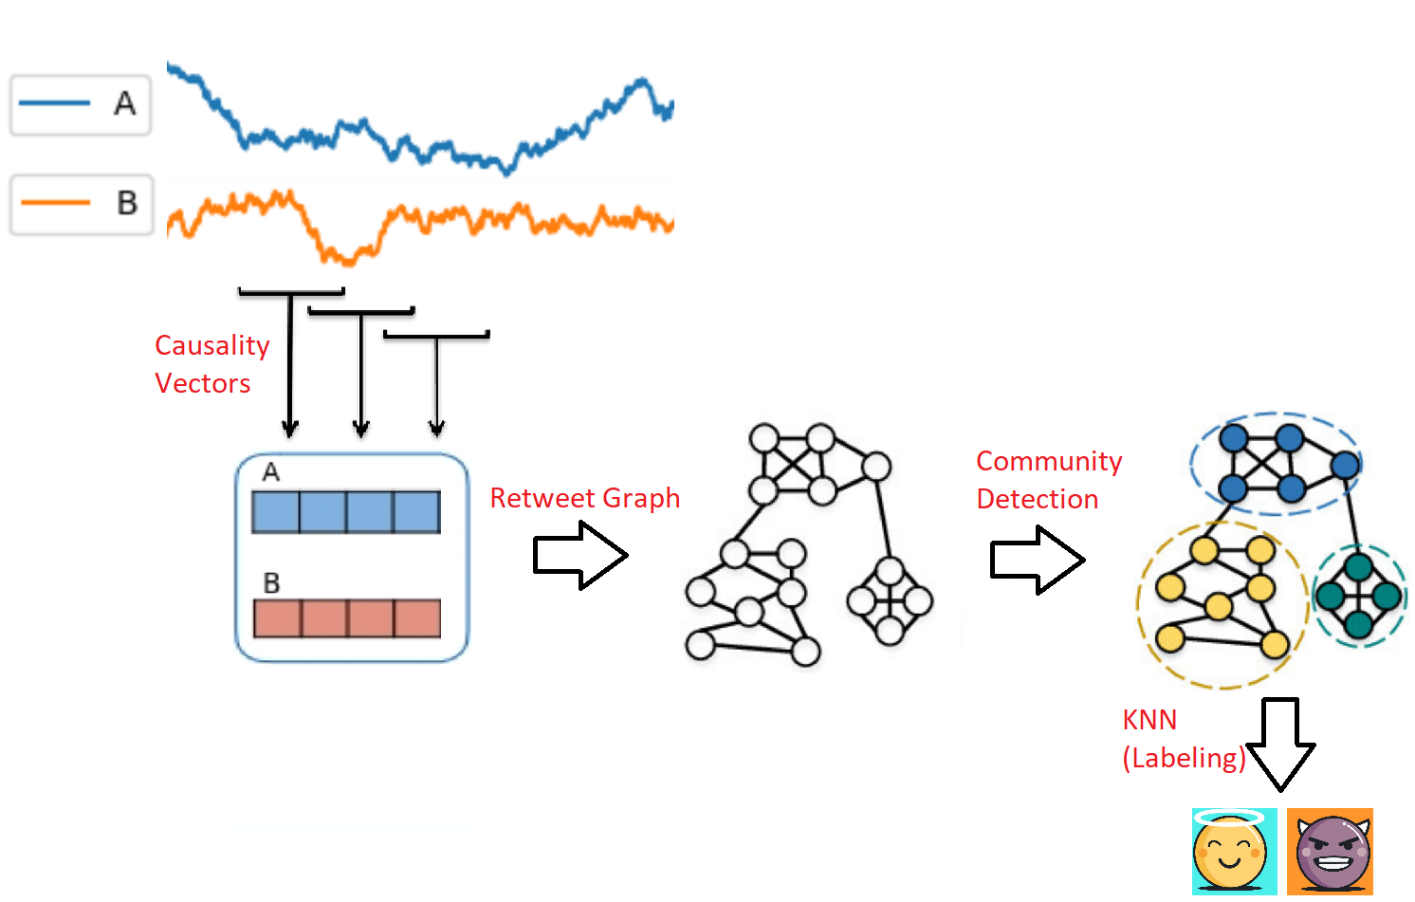 A
B
Causality
Vectors
A
B
Retweet Graph
Community
Detection
KNN
(Labeling)